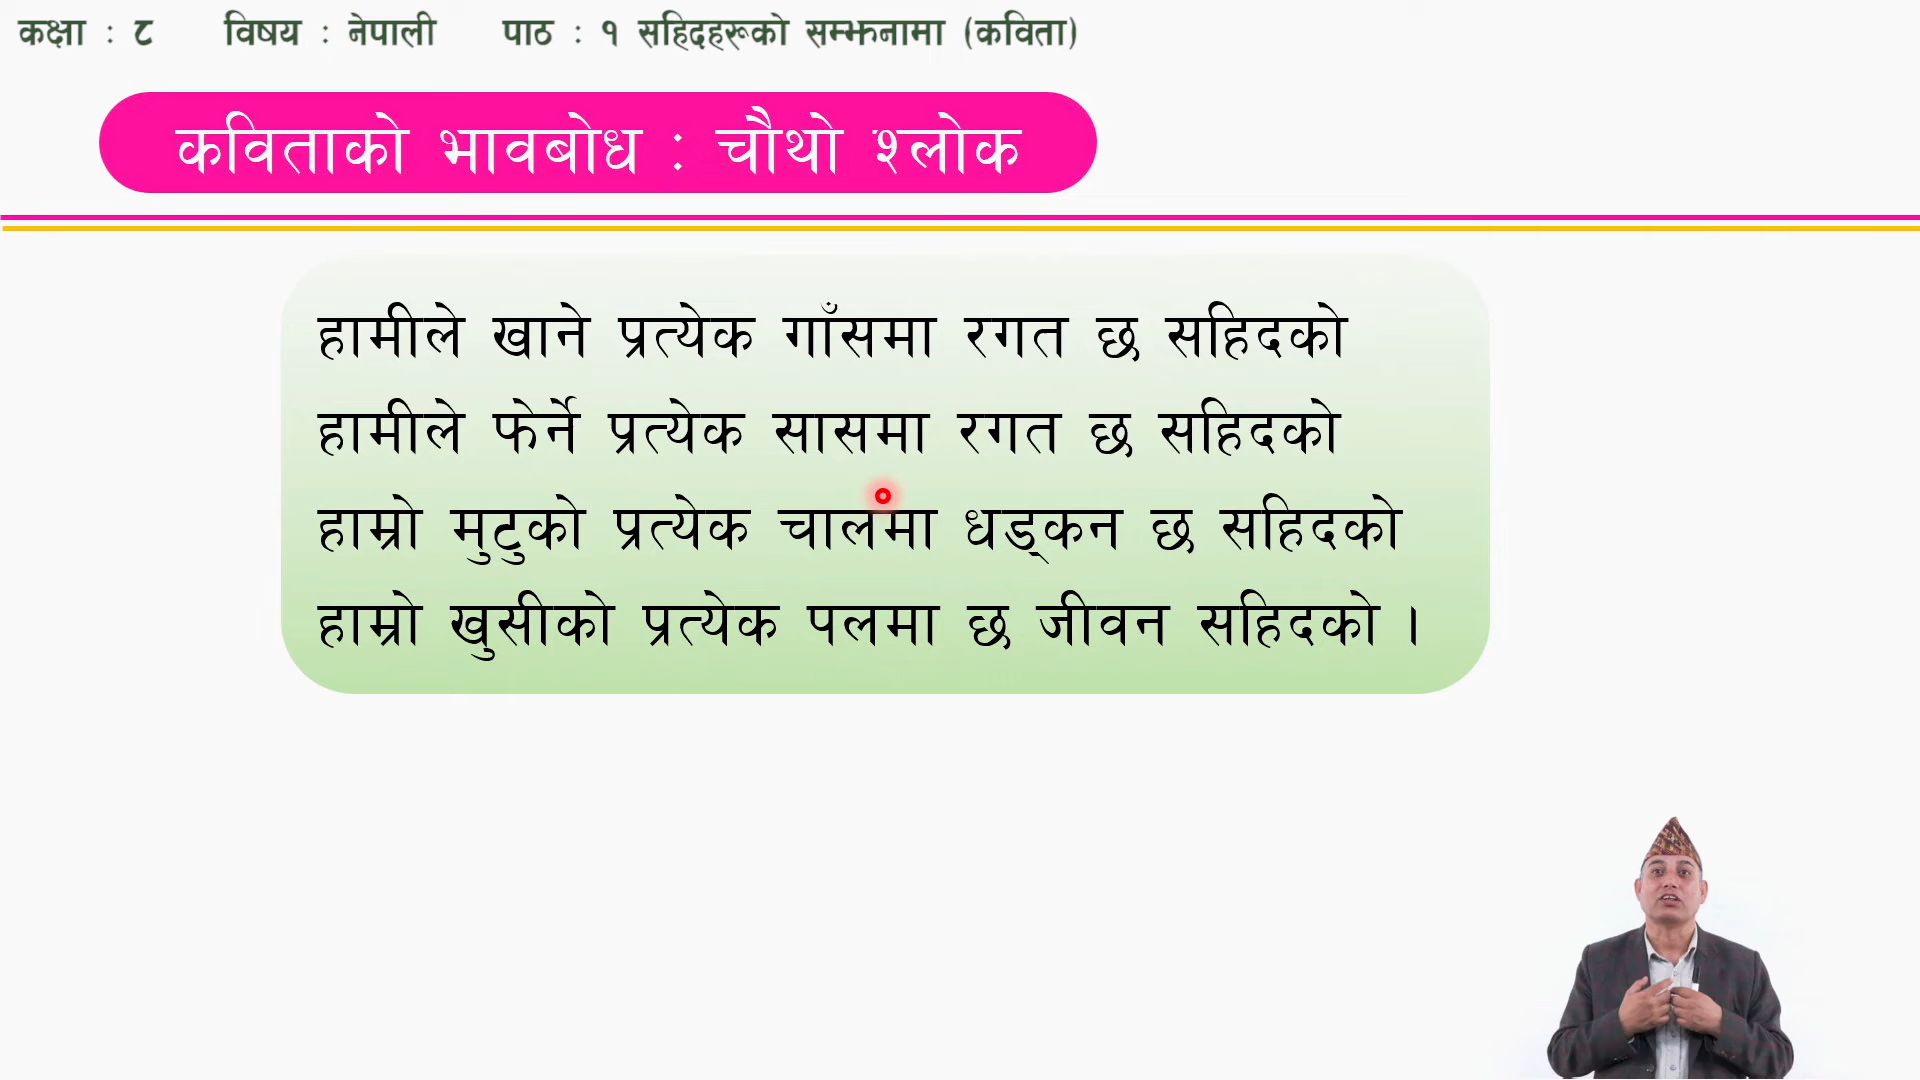 कक्षा : ८ विषय : नेपाली पाठ : १ सहिदहरूको सम्झनामा (कविता)
कविताको भावबोध : चौथो श्लोक
हामीले खाने प्रत्येक गाँसमा रगत छ सहिदको
हामीले फेर्ने प्रत्येक सासमा रगत छ सहिदको
हाम्रो मुटुको प्रत्येक चालमा धड्कन छ सहिदको
हाम्रो खुसीको प्रत्येक पलमा छ जीवन सहिदको ।